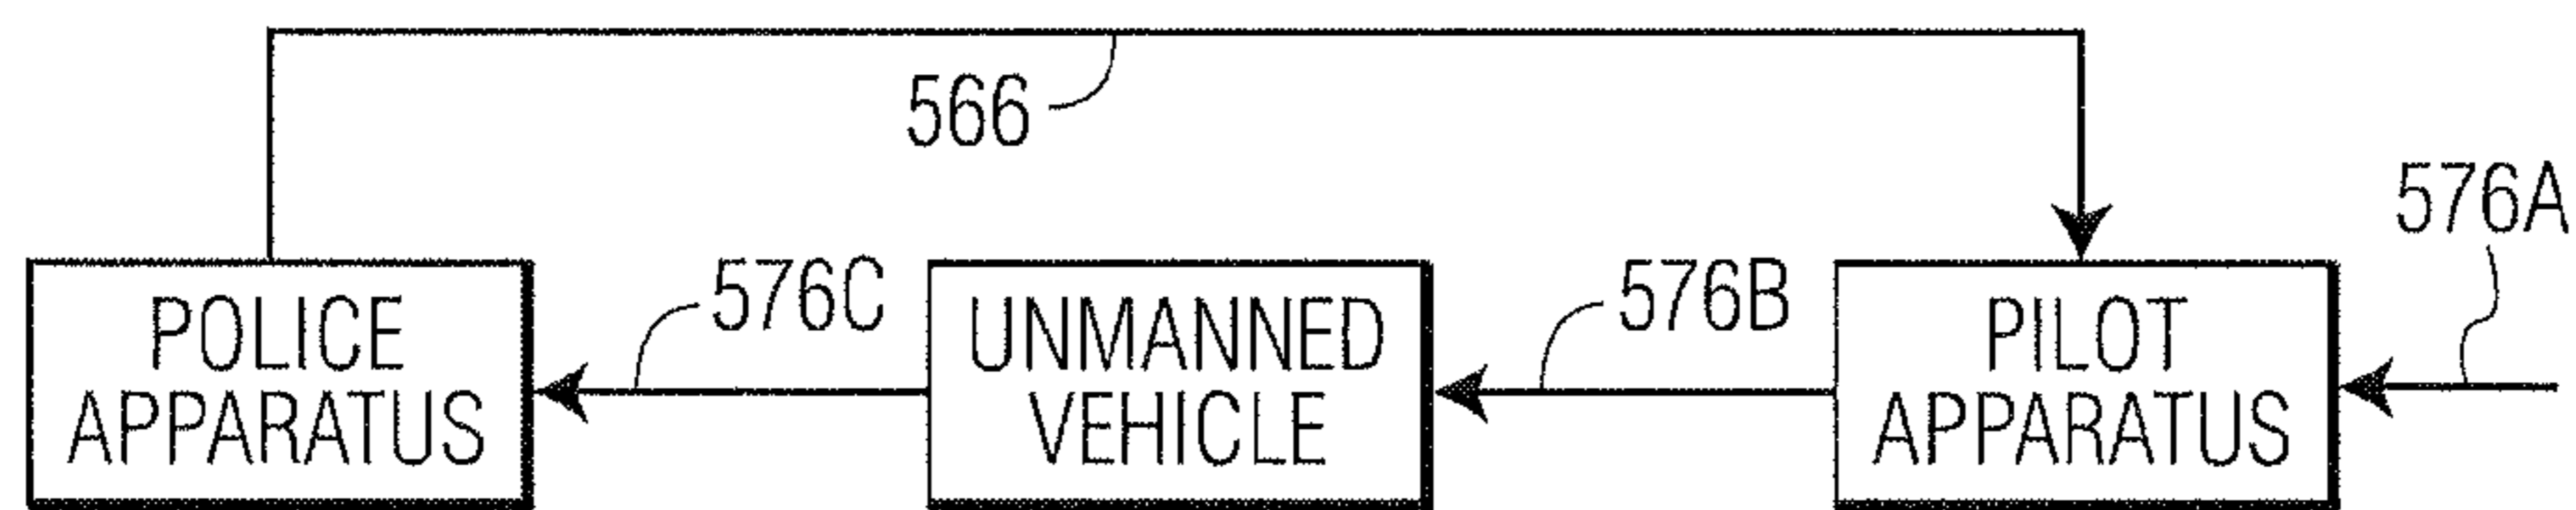 566
576A
POLICE
APPARATUS
576C
UNMANNED
VEHICLE
576B
PILOT
APPARATUS